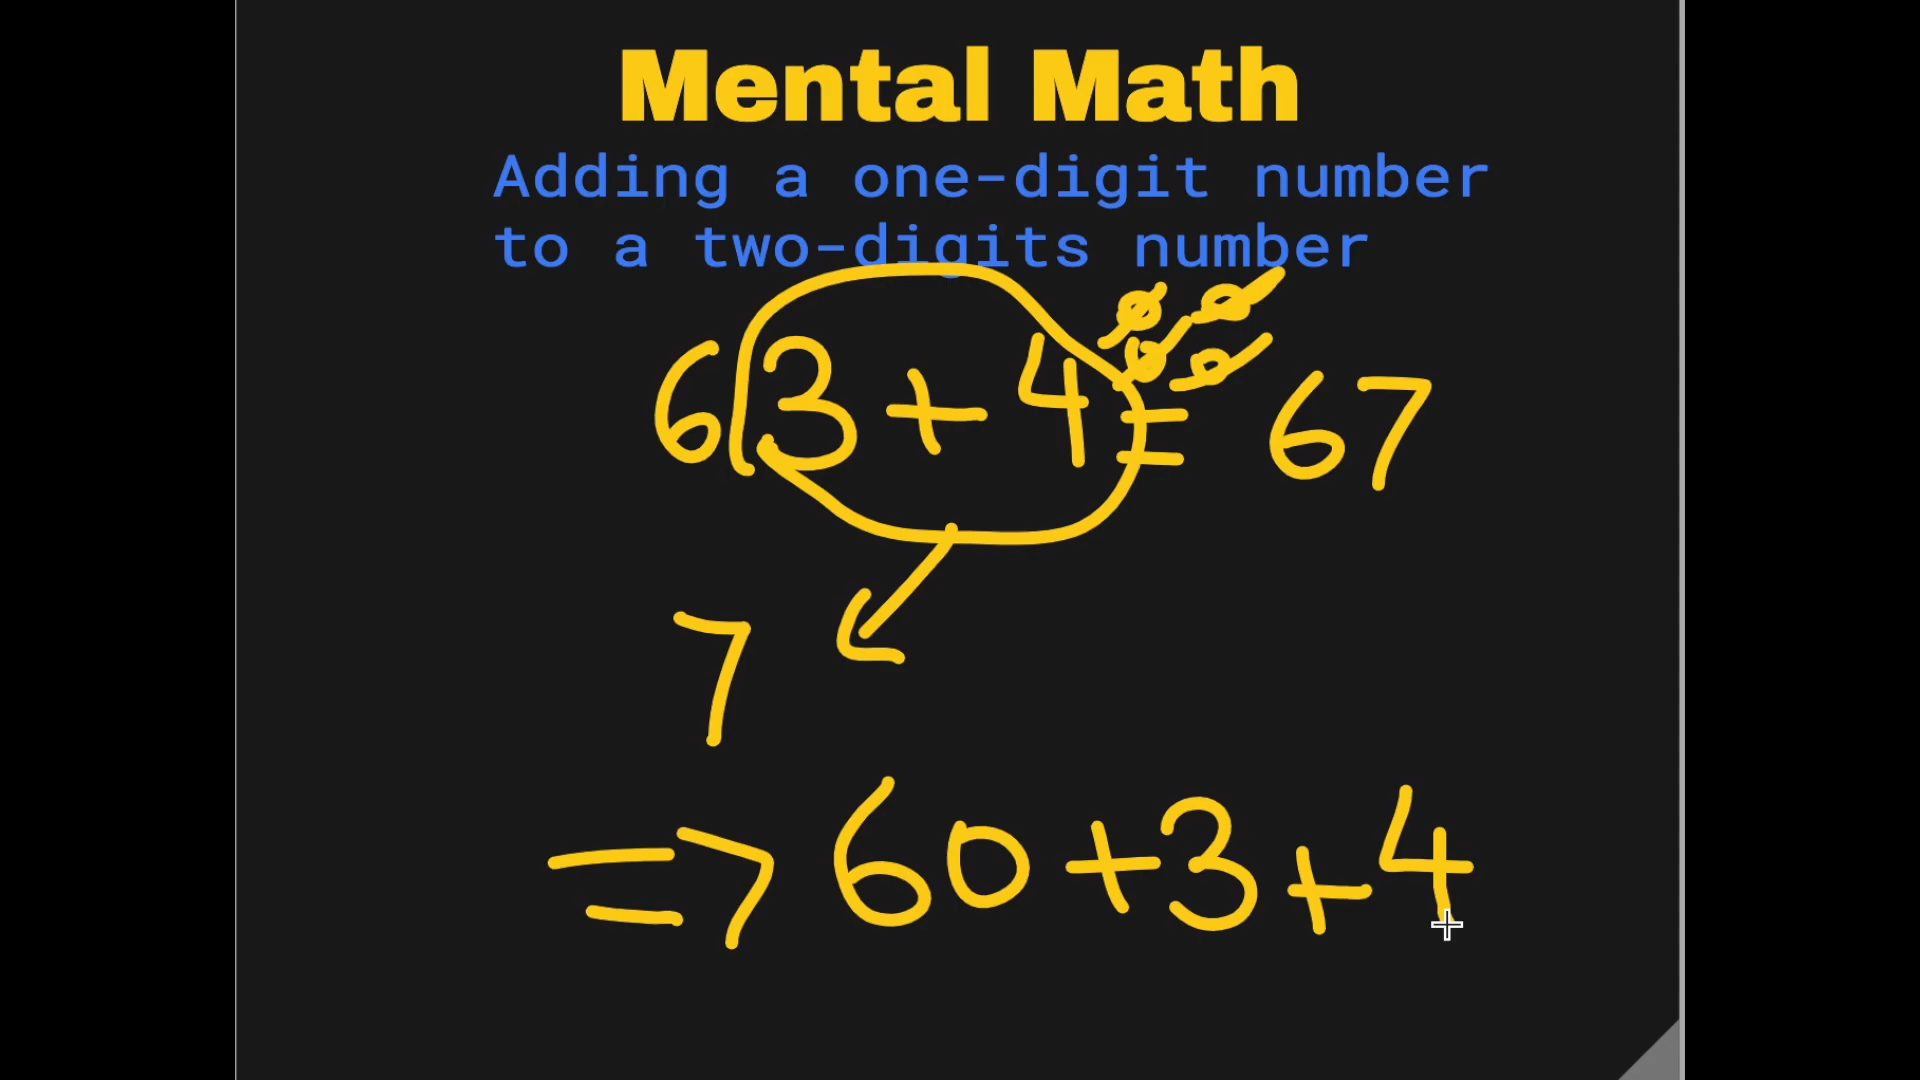 Mental Math
Adding a one-digit number
to a two-digits number
63+4= 67
7
=> 60+3+4